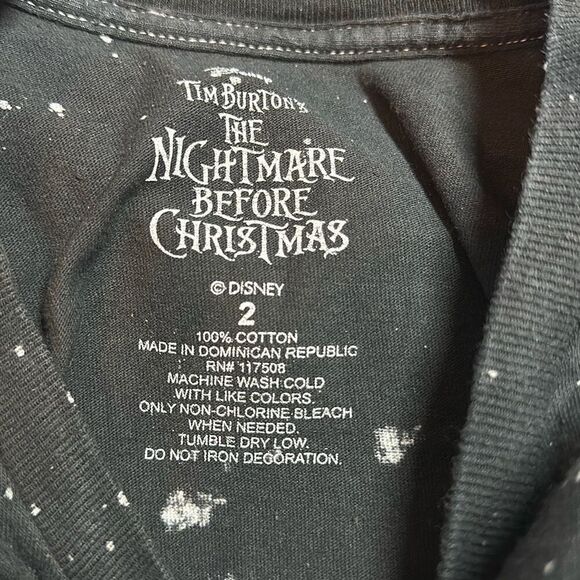 Disney
TIM BURTON'S
THE
NIGHTMARE
BEFORE
CHRISTMAS
© DISNEY
2
100% COTTON
MADE IN DOMINICAN REPUBLIC
RN# 117508
MACHINE WASH COLD
WITH LIKE COLORS.
ONLY NON-CHLORINE BLEACH
WHEN NEEDED.
TUMBLE DRY LOW.
DO NOT IRON DECORATION.